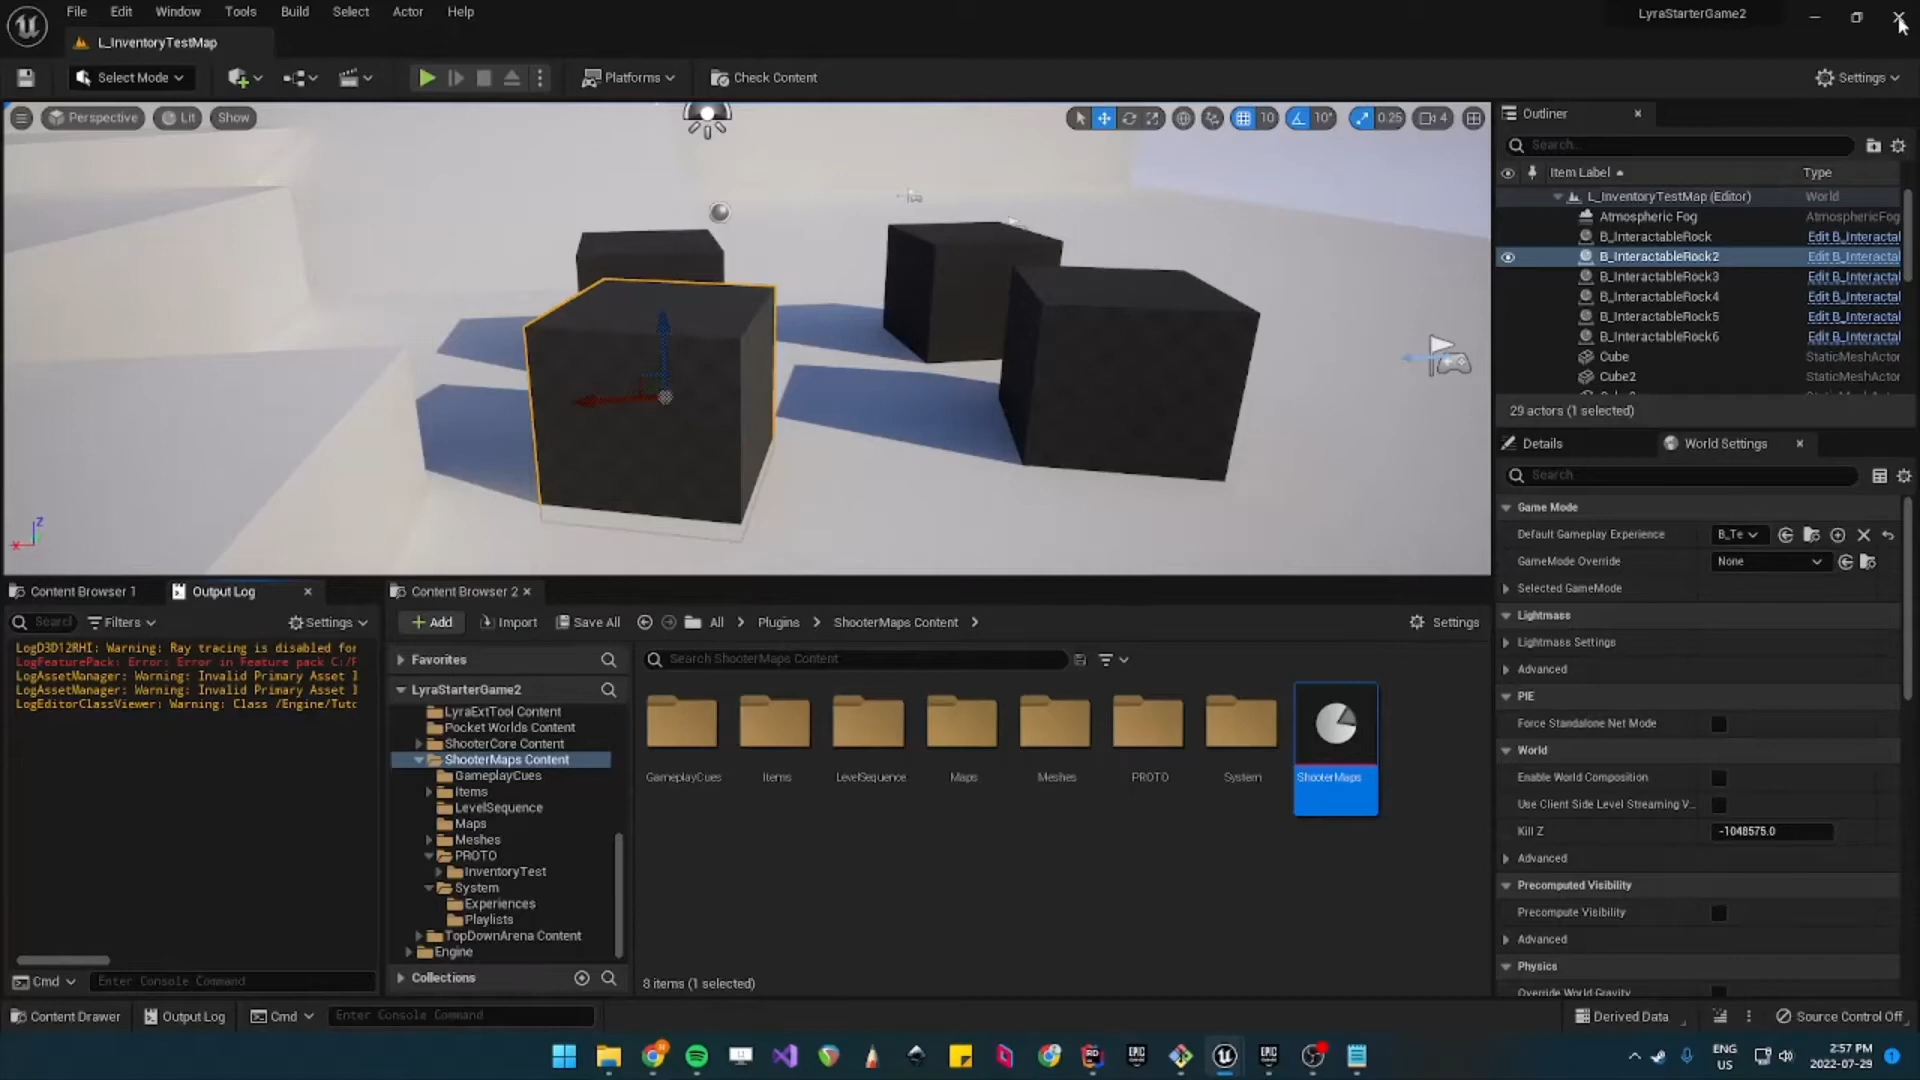 File Edit Window Tools Build Select Actor Help
LyraStarterGame2
L_InventoryTestMap
Select Mode
Platforms
Check Content
Settings
Perspective
Lit
Show
10
10°
0.25
4
Outliner
Search...
Item Label
Type
L_InventoryTestMap (Editor)
World
Atmospheric Fog
AtmosphericFog
B_InteractableRock
Edit B_Interactal
B_InteractableRock2
Edit B_Interactal
B_InteractableRock3
Edit B_Interactal
B_InteractableRock4
Edit B_Interactal
B_InteractableRock5
Edit B_Interactal
B_InteractableRock6
Edit B_Interactal
Cube
StaticMeshActor
Cube2
StaticMeshActor
29 actors (1 selected)
Details
World Settings
Search
Game Mode
Default Gameplay Experience
B_Te
GameMode Override
None
Selected GameMode
Lightmass
Lightmass Settings
Advanced
PIE
Force Standalone Net Mode
World
Enable World Composition
Use Client Side Level Streaming V...
Kill Z
-1048575.0
Advanced
Precomputed Visibility
Precompute Visibility
Advanced
Physics
Override World Gravity
Content Browser 1
Output Log
Search
Filters
Settings
LogD3D12RHI: Warning: Ray tracing is disabled for
LogFeaturePack: Error: Error in Feature pack C:/F
LogAssetManager: Warning: Invalid Primary Asset
LogAssetManager: Warning: Invalid Primary Asset
LogEditorClassViewer: Warning: Class /Engine/Tuto
Cmd
Enter Console Command
Content Browser 2
Add
Import
Save All
All
Plugins
ShooterMaps Content
Settings
Favorites
LyraStarterGame2
LyraExtTool Content
Pocket Worlds Content
ShooterCore Content
ShooterMaps Content
GameplayCues
Items
LevelSequence
Maps
Meshes
PROTO
InventoryTest
System
Experiences
Playlists
TopDownArena Content
Engine
Collections
Search ShooterMaps Content
GameplayCues
Items
LevelSequence
Maps
Meshes
PROTO
System
ShooterMaps
8 items (1 selected)
Content Drawer
Output Log
Cmd
Enter Console Command
Derived Data
Source Control Off
ENG
US
2:57 PM
2022-07-29